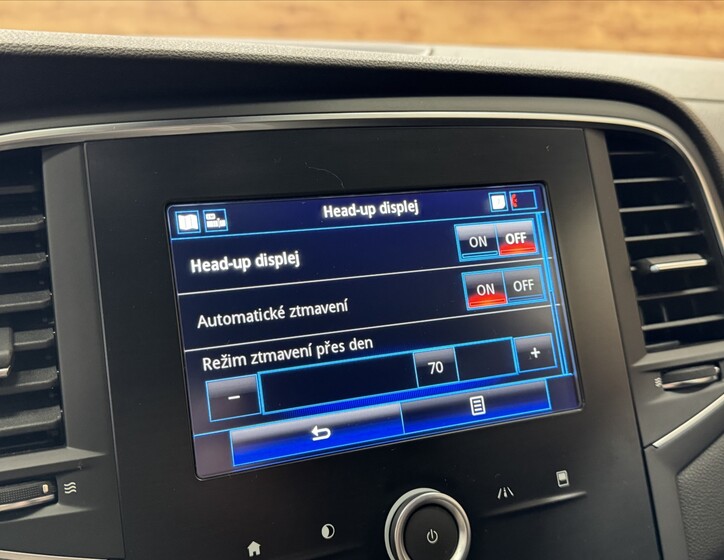 Head-up displej
Head-up displej
ON OFF
Automatické ztmavení
ON OFF
Režim ztmavení přes den
− 70 +